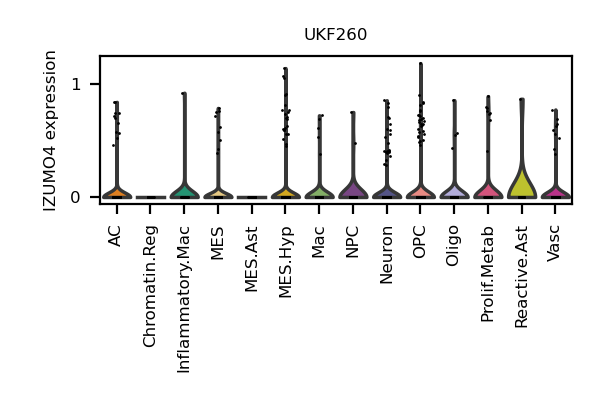 UKF260
IZUMO4 expression
1
0
AC
Chromatin.Reg
Inflammatory.Mac
MES
MES.Ast
MES.Hyp
Mac
NPC
Neuron
OPC
Oligo
Prolif.Metab
Reactive.Ast
Vasc